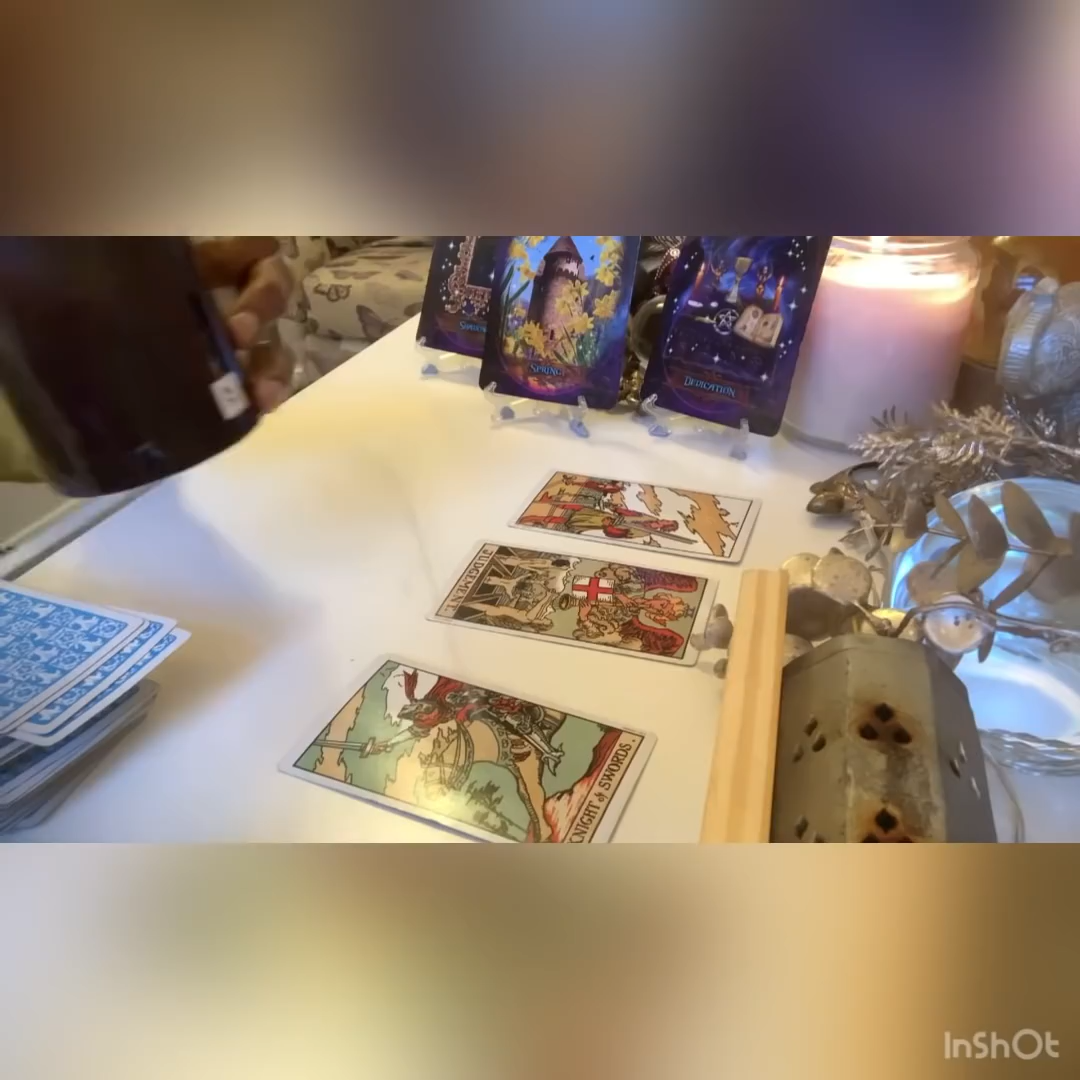 SPRING
DEDICATION
JUDGEMENT.
KNIGHT of SWORDS.
InShOt